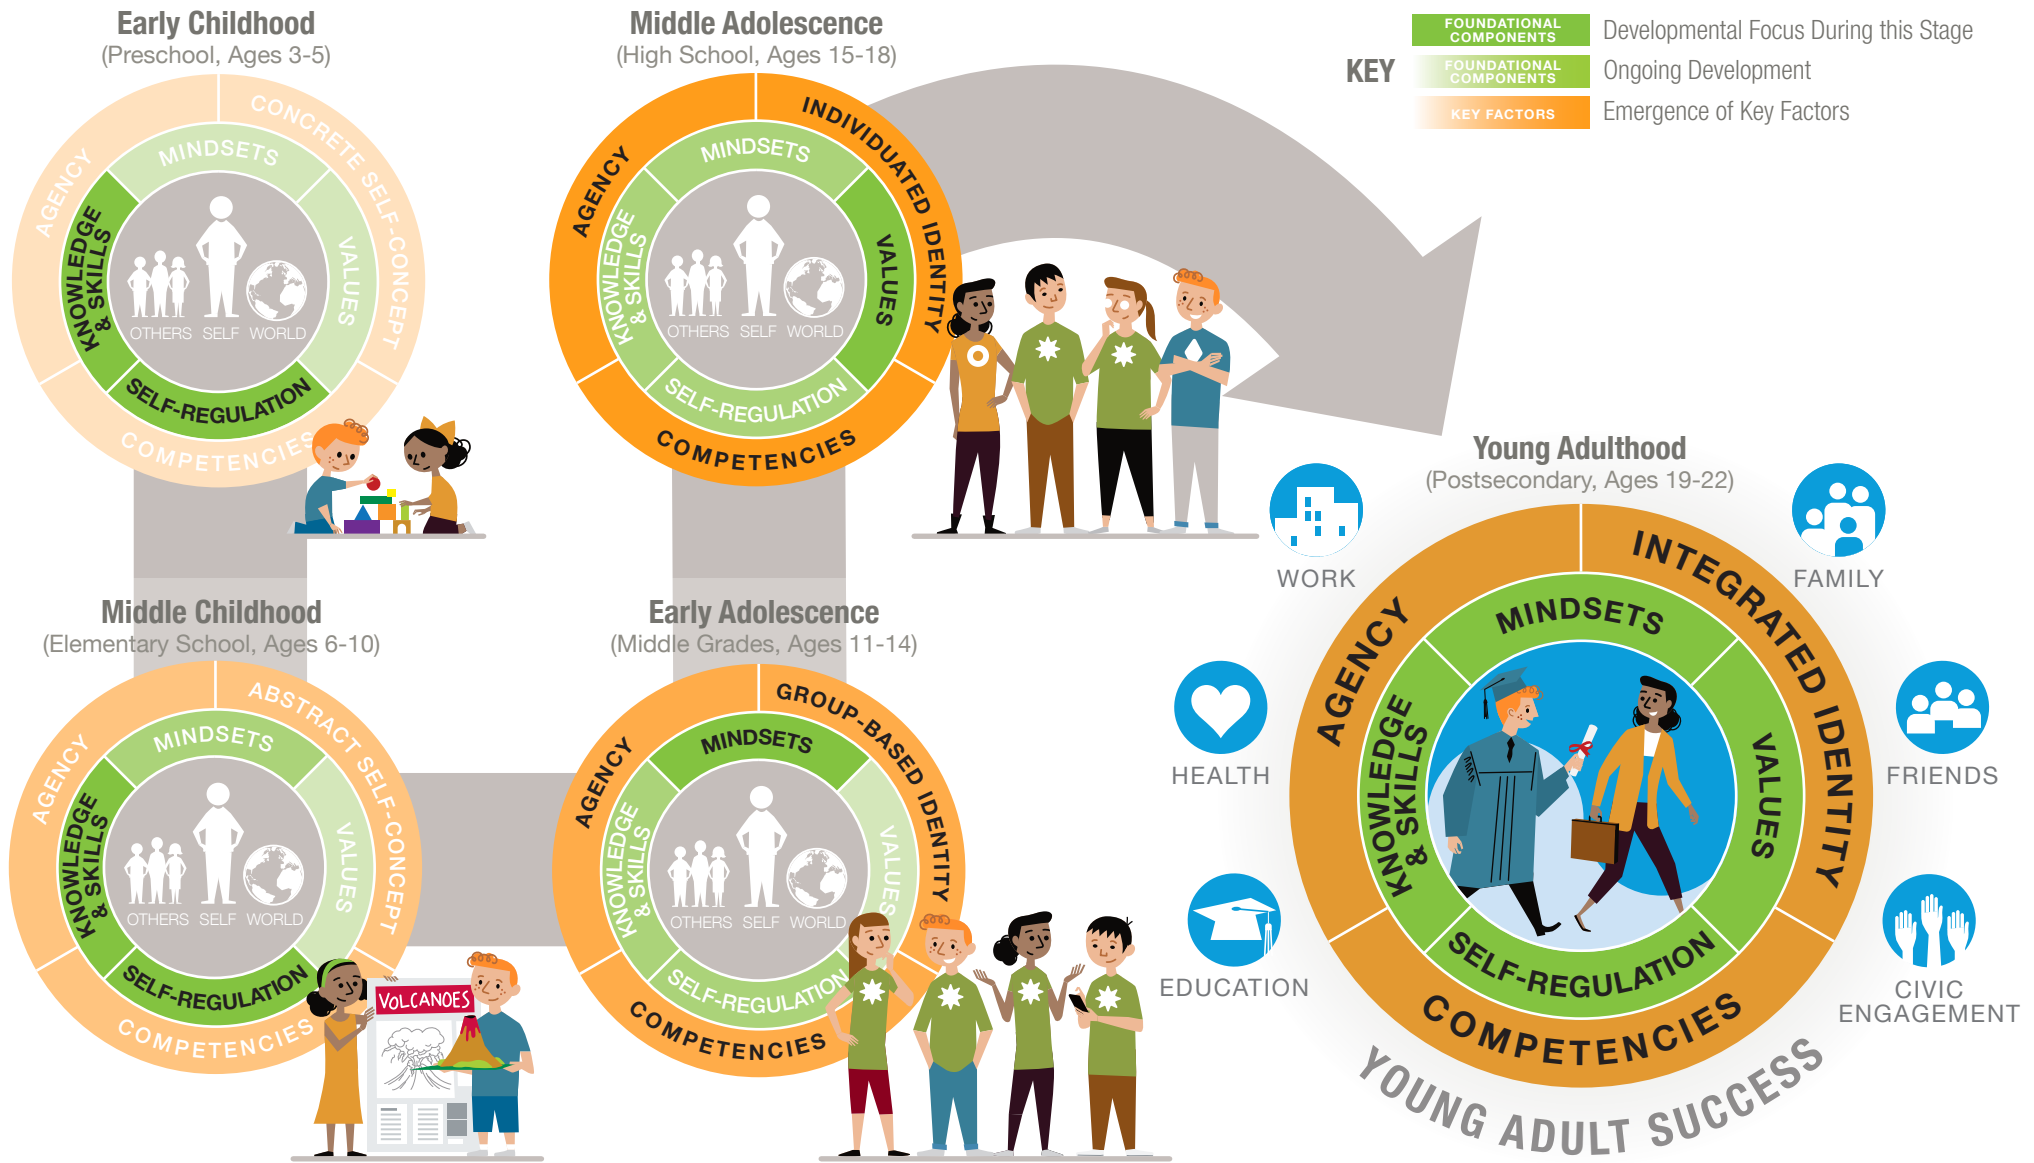 Early Childhood
(Preschool, Ages 3-5)
AGENCY
CONCRETE SELF-CONCEPT
COMPETENCIES
MINDSETS
VALUES
KNOWLEDGE
& SKILLS
SELF-REGULATION
OTHERS SELF WORLD
Middle Childhood
(Elementary School, Ages 6-10)
AGENCY
ABSTRACT SELF-CONCEPT
COMPETENCIES
MINDSETS
VALUES
KNOWLEDGE
& SKILLS
SELF-REGULATION
OTHERS SELF WORLD
VOLCANOES
Early Adolescence
(Middle Grades, Ages 11-14)
AGENCY
GROUP-BASED IDENTITY
COMPETENCIES
MINDSETS
VALUES
KNOWLEDGE
& SKILLS
SELF-REGULATION
OTHERS SELF WORLD
Middle Adolescence
(High School, Ages 15-18)
AGENCY
INDIVIDUATED IDENTITY
COMPETENCIES
MINDSETS
VALUES
KNOWLEDGE
& SKILLS
SELF-REGULATION
OTHERS SELF WORLD
KEY
FOUNDATIONAL
COMPONENTS
Developmental Focus During this Stage
FOUNDATIONAL
COMPONENTS
Ongoing Development
KEY FACTORS
Emergence of Key Factors
Young Adulthood
(Postsecondary, Ages 19-22)
AGENCY
INTEGRATED IDENTITY
COMPETENCIES
MINDSETS
VALUES
KNOWLEDGE
& SKILLS
SELF-REGULATION
WORK
FAMILY
HEALTH
FRIENDS
EDUCATION
CIVIC
ENGAGEMENT
YOUNG ADULT SUCCESS